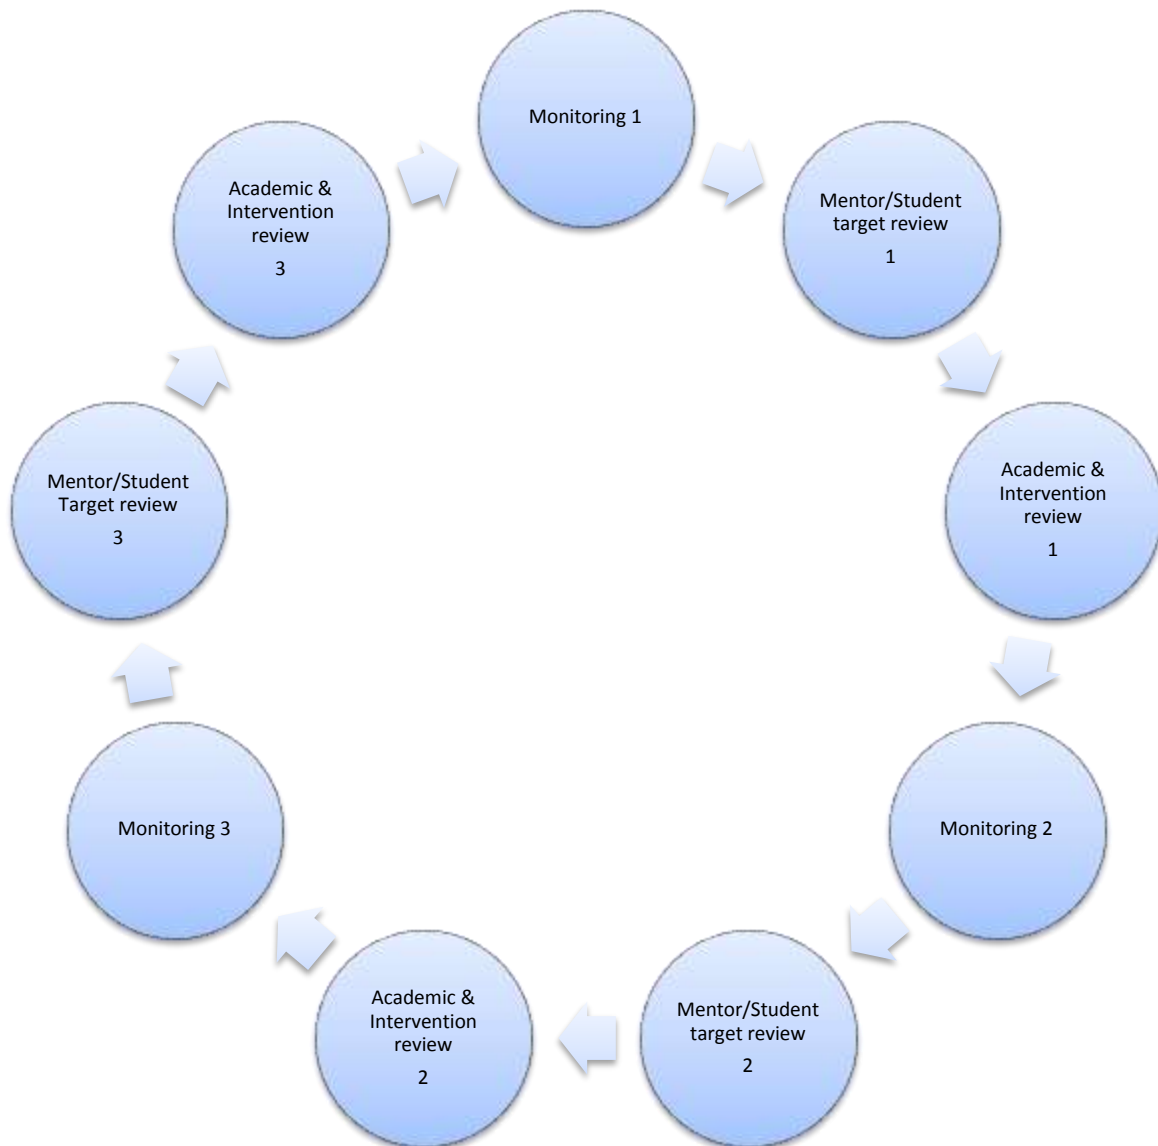 Monitoring 1
Mentor/Student
target review
1
Academic &
Intervention
review
1
Monitoring 2
Mentor/Student
target review
2
Academic &
Intervention
review
2
Monitoring 3
Mentor/Student
Target review
3
Academic &
Intervention
review
3